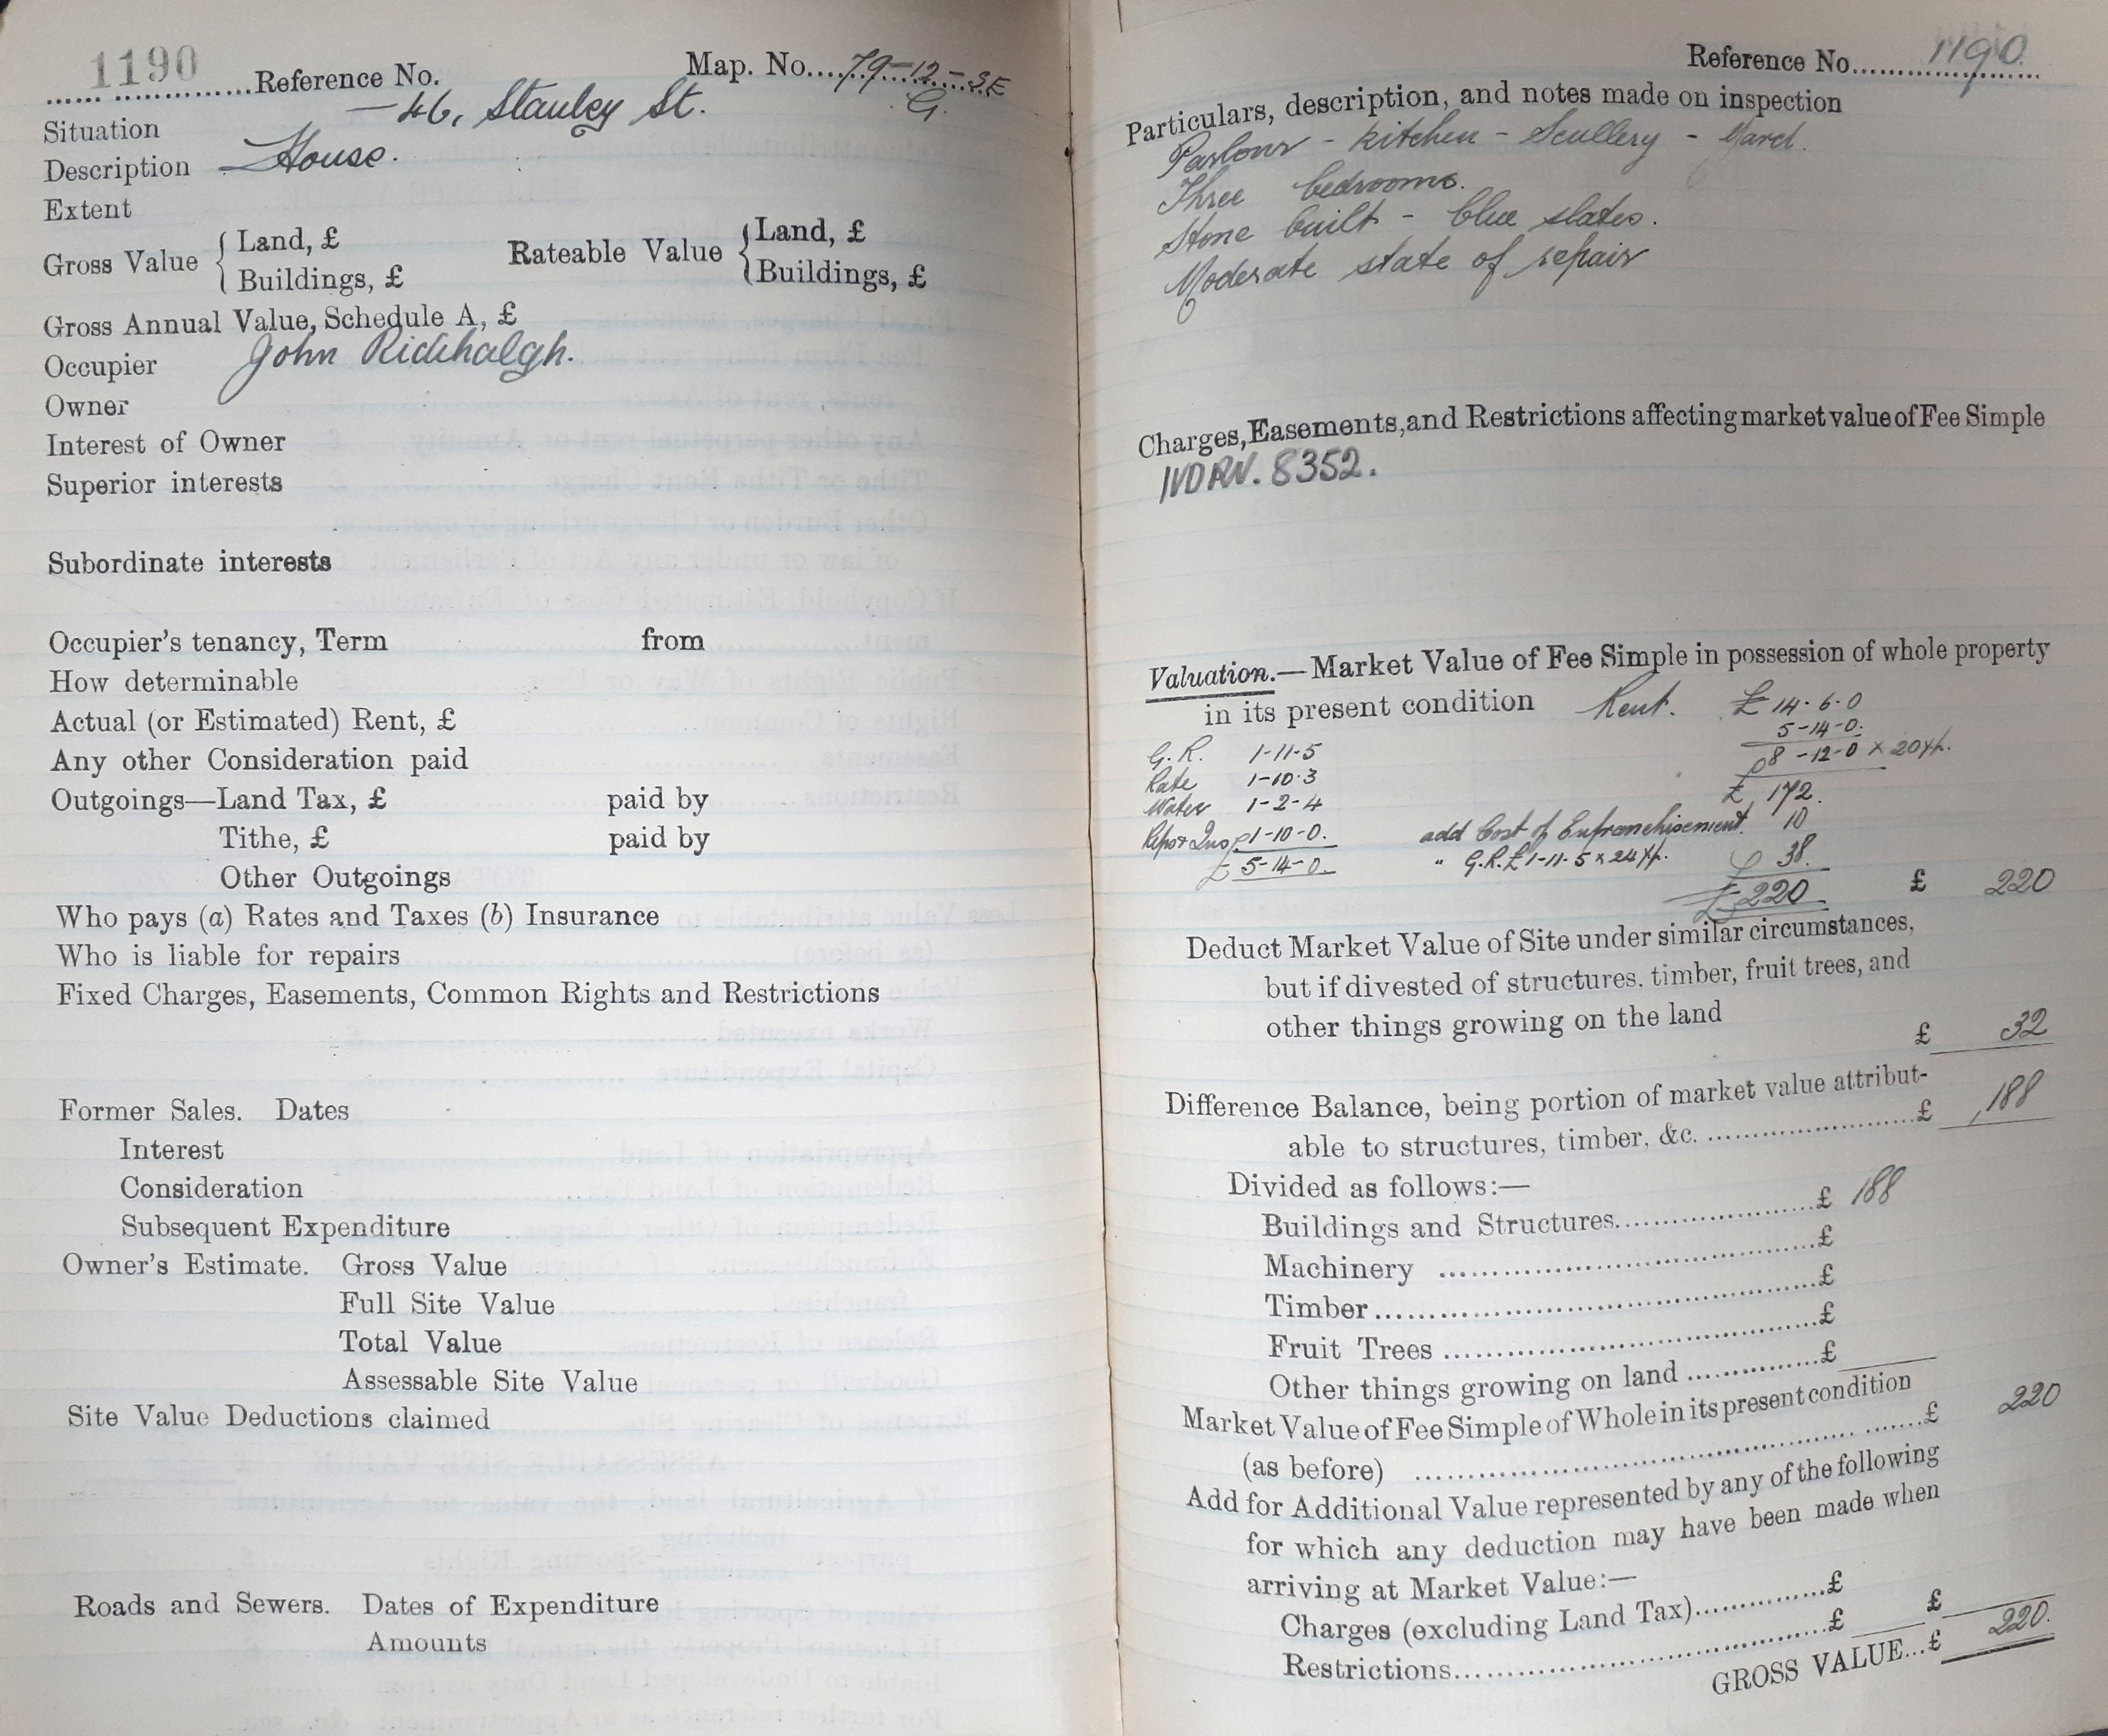 1190 Reference No. Map. No. 79-12-SE
G.
Situation - 46, Stanley St.
Description House.
Extent
Gross Value { Land, £ Rateable Value { Land, £
Buildings, £ Buildings, £
Gross Annual Value, Schedule A, £
Occupier John Ridihalgh.
Owner
Interest of Owner
Superior interests
Subordinate interests
Occupier's tenancy, Term from
How determinable
Actual (or Estimated) Rent, £
Any other Consideration paid
Outgoings—Land Tax, £ paid by
Tithe, £ paid by
Other Outgoings
Who pays (a) Rates and Taxes (b) Insurance
Who is liable for repairs
Fixed Charges, Easements, Common Rights and Restrictions
Former Sales. Dates
Interest
Consideration
Subsequent Expenditure
Owner's Estimate. Gross Value
Full Site Value
Total Value
Assessable Site Value
Site Value Deductions claimed
Roads and Sewers. Dates of Expenditure
Amounts
Reference No. 1190.
Particulars, description, and notes made on inspection
Parlour - kitchen - Scullery - Yard.
Three bedrooms.
Stone built - blue slates.
Moderate state of repair
Charges, Easements, and Restrictions affecting market value of Fee Simple
IVDRN. 8352.
Valuation.—Market Value of Fee Simple in possession of whole property
in its present condition Rent. £ 14-6-0
5-14-0.
G.R. 1-11-5 £8-12-0 x 20 Yp.
Rate 1-10-3 £ 172.
Water 1-2-4
Rep or Ins 1-10-0. add Cost of Enfranchisement. 10
£ 5-14-0. " G.R. £1-11-5 x 24 Yp. £ 38.
£220 £ 220
Deduct Market Value of Site under similar circumstances,
but if divested of structures. timber, fruit trees, and
other things growing on the land £ 32
Difference Balance, being portion of market value attribut-
able to structures, timber, &c. £ 188
Divided as follows:—
Buildings and Structures £ 188
Machinery £
Timber £
Fruit Trees £
Other things growing on land £
Market Value of Fee Simple of Whole in its present condition
(as before) £ 220
Add for Additional Value represented by any of the following
for which any deduction may have been made when
arriving at Market Value:—
Charges (excluding Land Tax) £
Restrictions £ £
GROSS VALUE...£ 220.